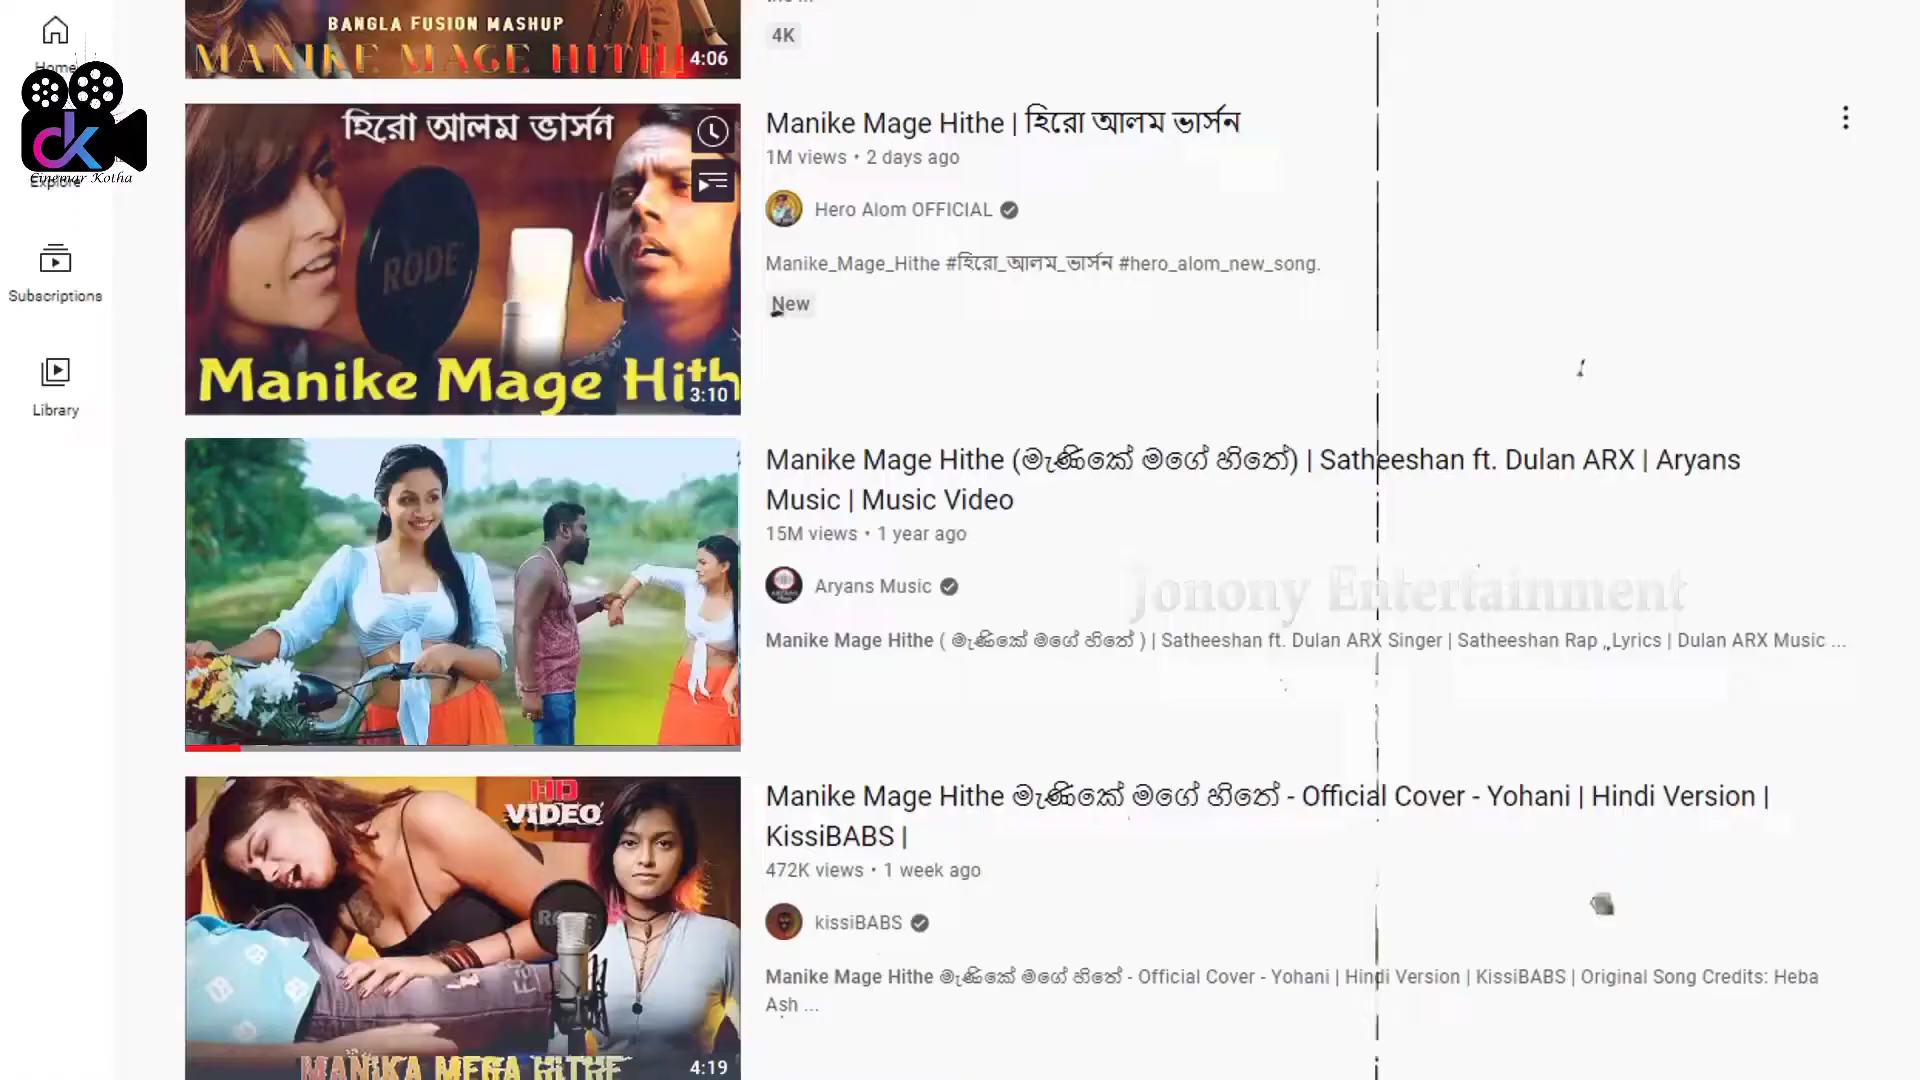 BANGLA FUSION MASHUP
MANIKE MAGE HITHE
4:06
4K
Home
dk
Cinemar Kotha
Explore
Subscriptions
Library
হিরো আলম ভার্সন
RODE
Manike Mage Hith
3:10
Manike Mage Hithe | হিরো আলম ভার্সন
1M views • 2 days ago
Hero Alom OFFICIAL
Manike_Mage_Hithe #হিরো_আলম_ভার্সন #hero_alom_new_song.
New
Manike Mage Hithe (මැණිකේ මගේ හිතේ) | Satheeshan ft. Dulan ARX | Aryans
Music | Music Video
15M views • 1 year ago
Aryans Music
Jonony Entertainment
Manike Mage Hithe ( මැණිකේ මගේ හිතේ ) | Satheeshan ft. Dulan ARX Singer | Satheeshan Rap ,,Lyrics | Dulan ARX Music ...
HD
VIDEO
MANIKA MEGA HITHE
4:19
Manike Mage Hithe මැණිකේ මගේ හිතේ - Official Cover - Yohani | Hindi Version |
KissiBABS |
472K views • 1 week ago
kissiBABS
Manike Mage Hithe මැණිකේ මගේ හිතේ - Official Cover - Yohani | Hindi Version | KissiBABS | Original Song Credits: Heba
Ash ...